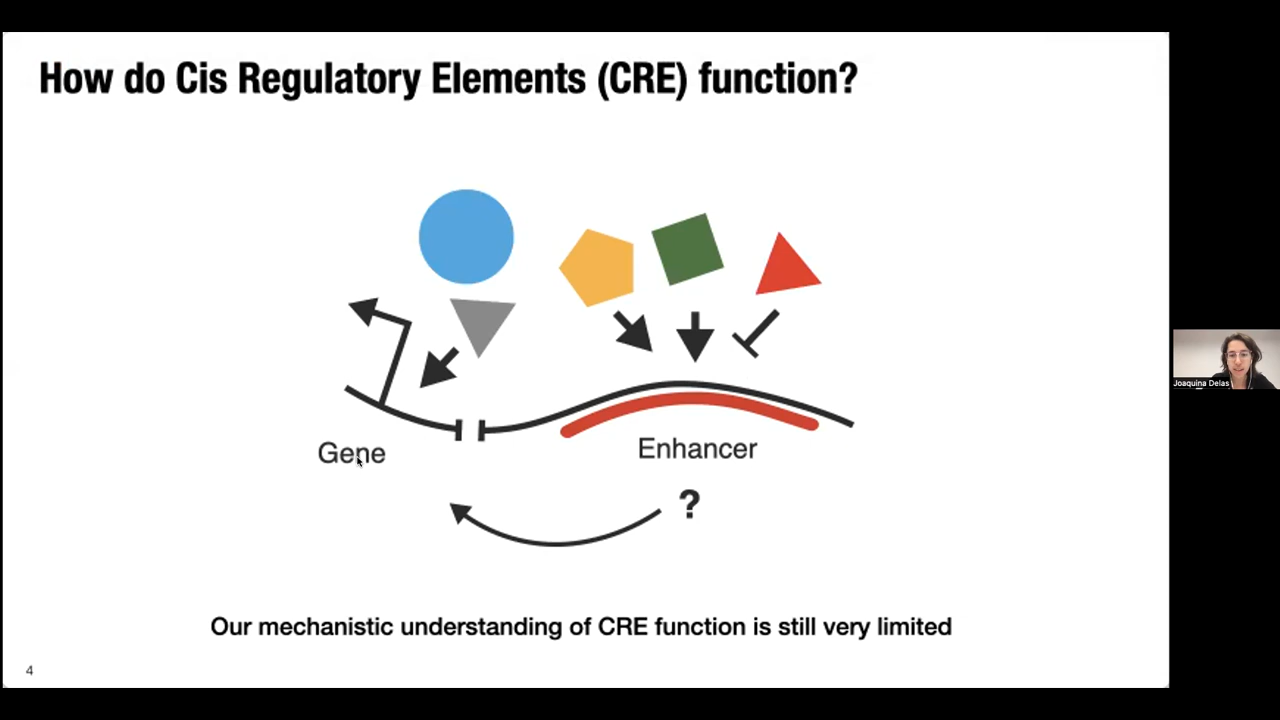 How do Cis Regulatory Elements (CRE) function?
Gene
Enhancer
?
Our mechanistic understanding of CRE function is still very limited
4
Joaquina Delas